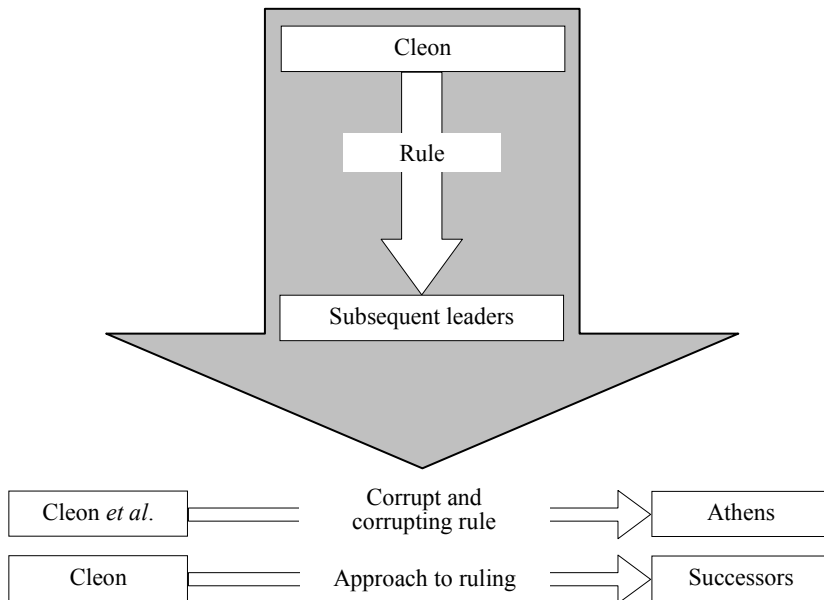 Cleon
Rule
Subsequent leaders
Cleon et al.
Corrupt and
corrupting rule
Athens
Cleon
Approach to ruling
Successors